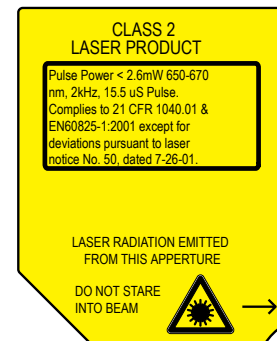 CLASS 2
LASER PRODUCT
Pulse Power < 2.6mW 650-670
nm, 2kHz, 15.5 uS Pulse.
Complies to 21 CFR 1040.01 &
EN60825-1:2001 except for
deviations pursuant to laser
notice No. 50, dated 7-26-01.
LASER RADIATION EMITTED
FROM THIS APPERTURE
DO NOT STARE
INTO BEAM